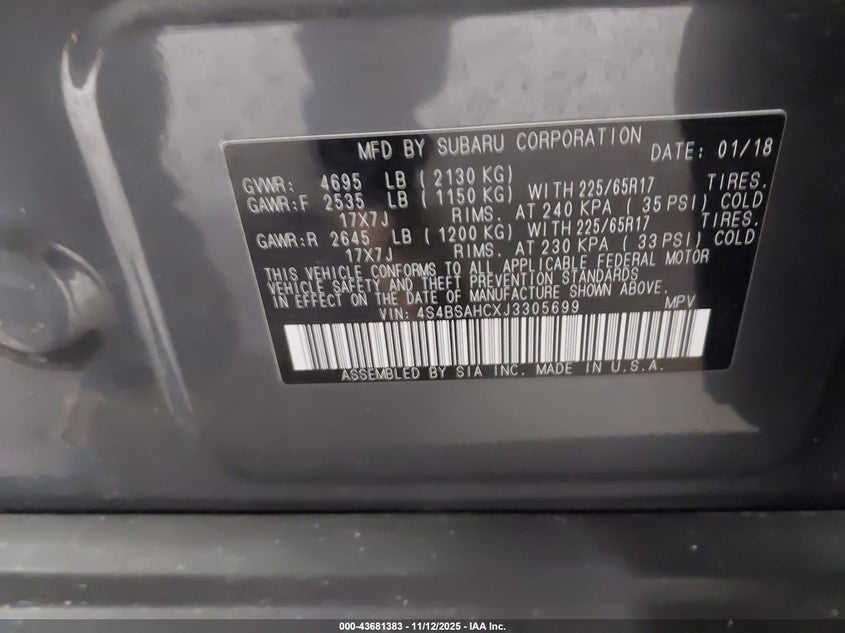 MFD BY SUBARU CORPORATION DATE: 01/18
GVWR: 4695 LB (2130 KG)
GAWR:F 2535 LB (1150 KG) WITH 225/65R17 TIRES,
17X7J RIMS, AT 240 KPA (35 PSI) COLD
GAWR:R 2645 LB (1200 KG) WITH 225/65R17 TIRES,
17X7J RIMS, AT 230 KPA (33 PSI) COLD
THIS VEHICLE CONFORMS TO ALL APPLICABLE FEDERAL MOTOR
VEHICLE SAFETY AND THEFT PREVENTION STANDARDS
IN EFFECT ON THE DATE OF MANUFACTURE SHOWN ABOVE.
VIN: 4S4BSAHCXJ3305699 MPV
ASSEMBLED BY SIA INC. MADE IN U.S.A.
000-43681383 - 11/12/2025 - IAA Inc.